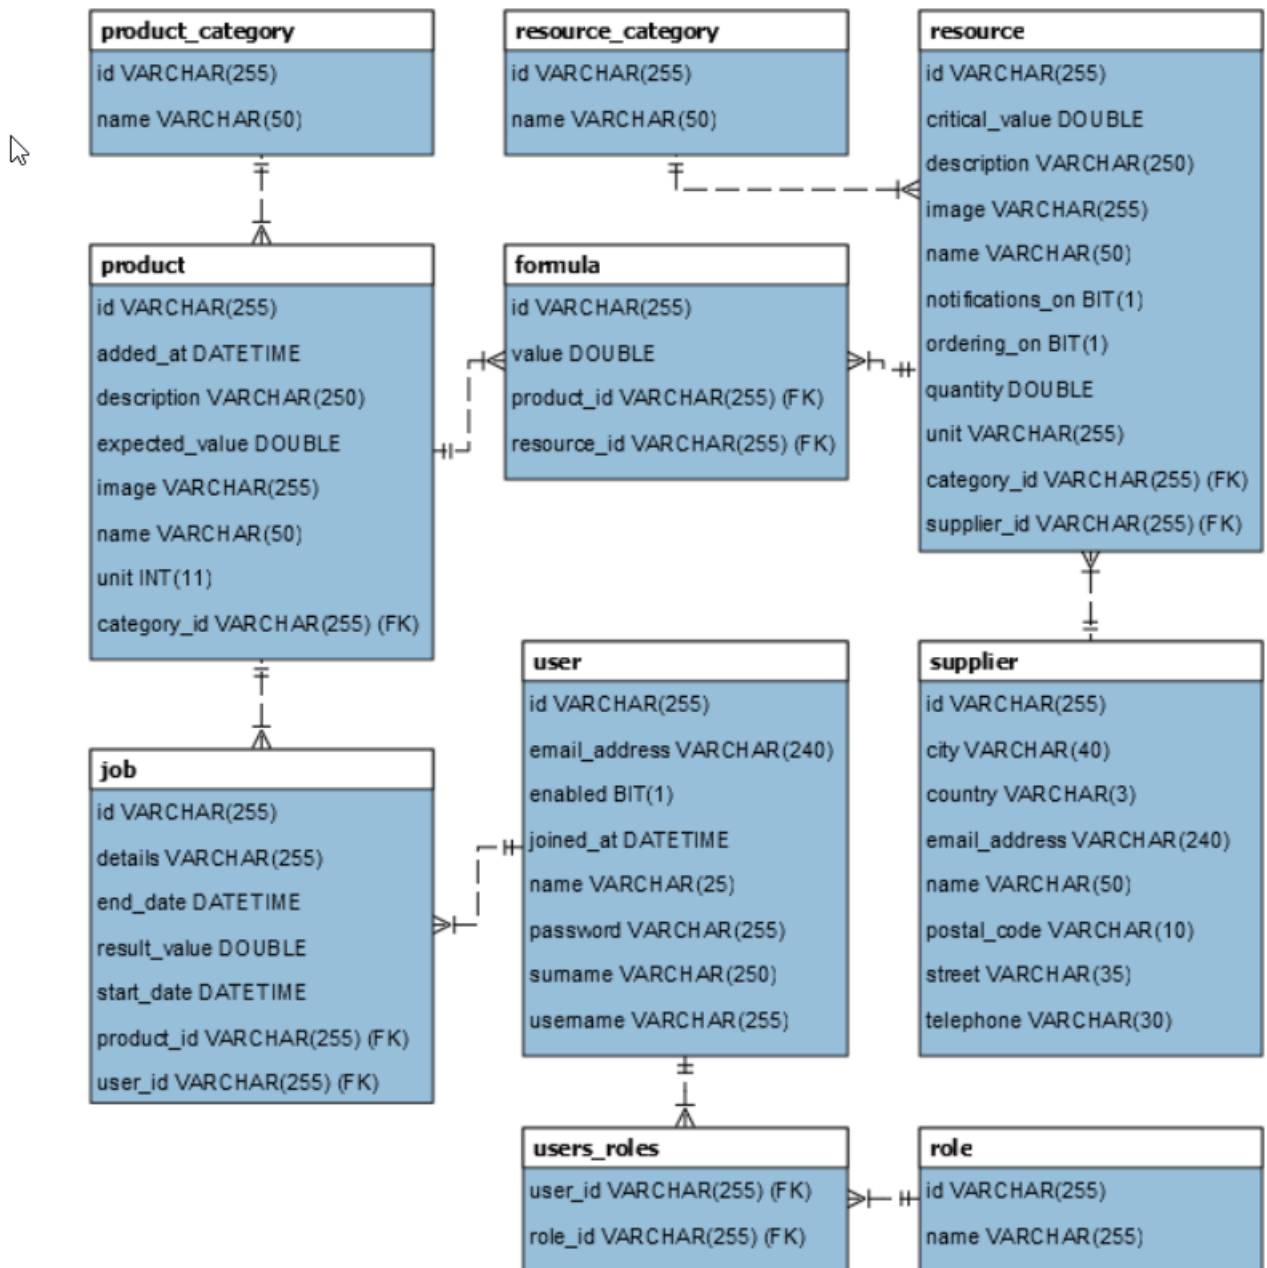 product_category
id VARCHAR(255)
name VARCHAR(50)
resource_category
id VARCHAR(255)
name VARCHAR(50)
resource
id VARCHAR(255)
critical_value DOUBLE
description VARCHAR(250)
image VARCHAR(255)
name VARCHAR(50)
notifications_on BIT(1)
ordering_on BIT(1)
quantity DOUBLE
unit VARCHAR(255)
category_id VARCHAR(255) (FK)
supplier_id VARCHAR(255) (FK)
product
id VARCHAR(255)
added_at DATETIME
description VARCHAR(250)
expected_value DOUBLE
image VARCHAR(255)
name VARCHAR(50)
unit INT(11)
category_id VARCHAR(255) (FK)
formula
id VARCHAR(255)
value DOUBLE
product_id VARCHAR(255) (FK)
resource_id VARCHAR(255) (FK)
user
id VARCHAR(255)
email_address VARCHAR(240)
enabled BIT(1)
joined_at DATETIME
name VARCHAR(25)
password VARCHAR(255)
surname VARCHAR(250)
username VARCHAR(255)
supplier
id VARCHAR(255)
city VARCHAR(40)
country VARCHAR(3)
email_address VARCHAR(240)
name VARCHAR(50)
postal_code VARCHAR(10)
street VARCHAR(35)
telephone VARCHAR(30)
job
id VARCHAR(255)
details VARCHAR(255)
end_date DATETIME
result_value DOUBLE
start_date DATETIME
product_id VARCHAR(255) (FK)
user_id VARCHAR(255) (FK)
users_roles
user_id VARCHAR(255) (FK)
role_id VARCHAR(255) (FK)
role
id VARCHAR(255)
name VARCHAR(255)